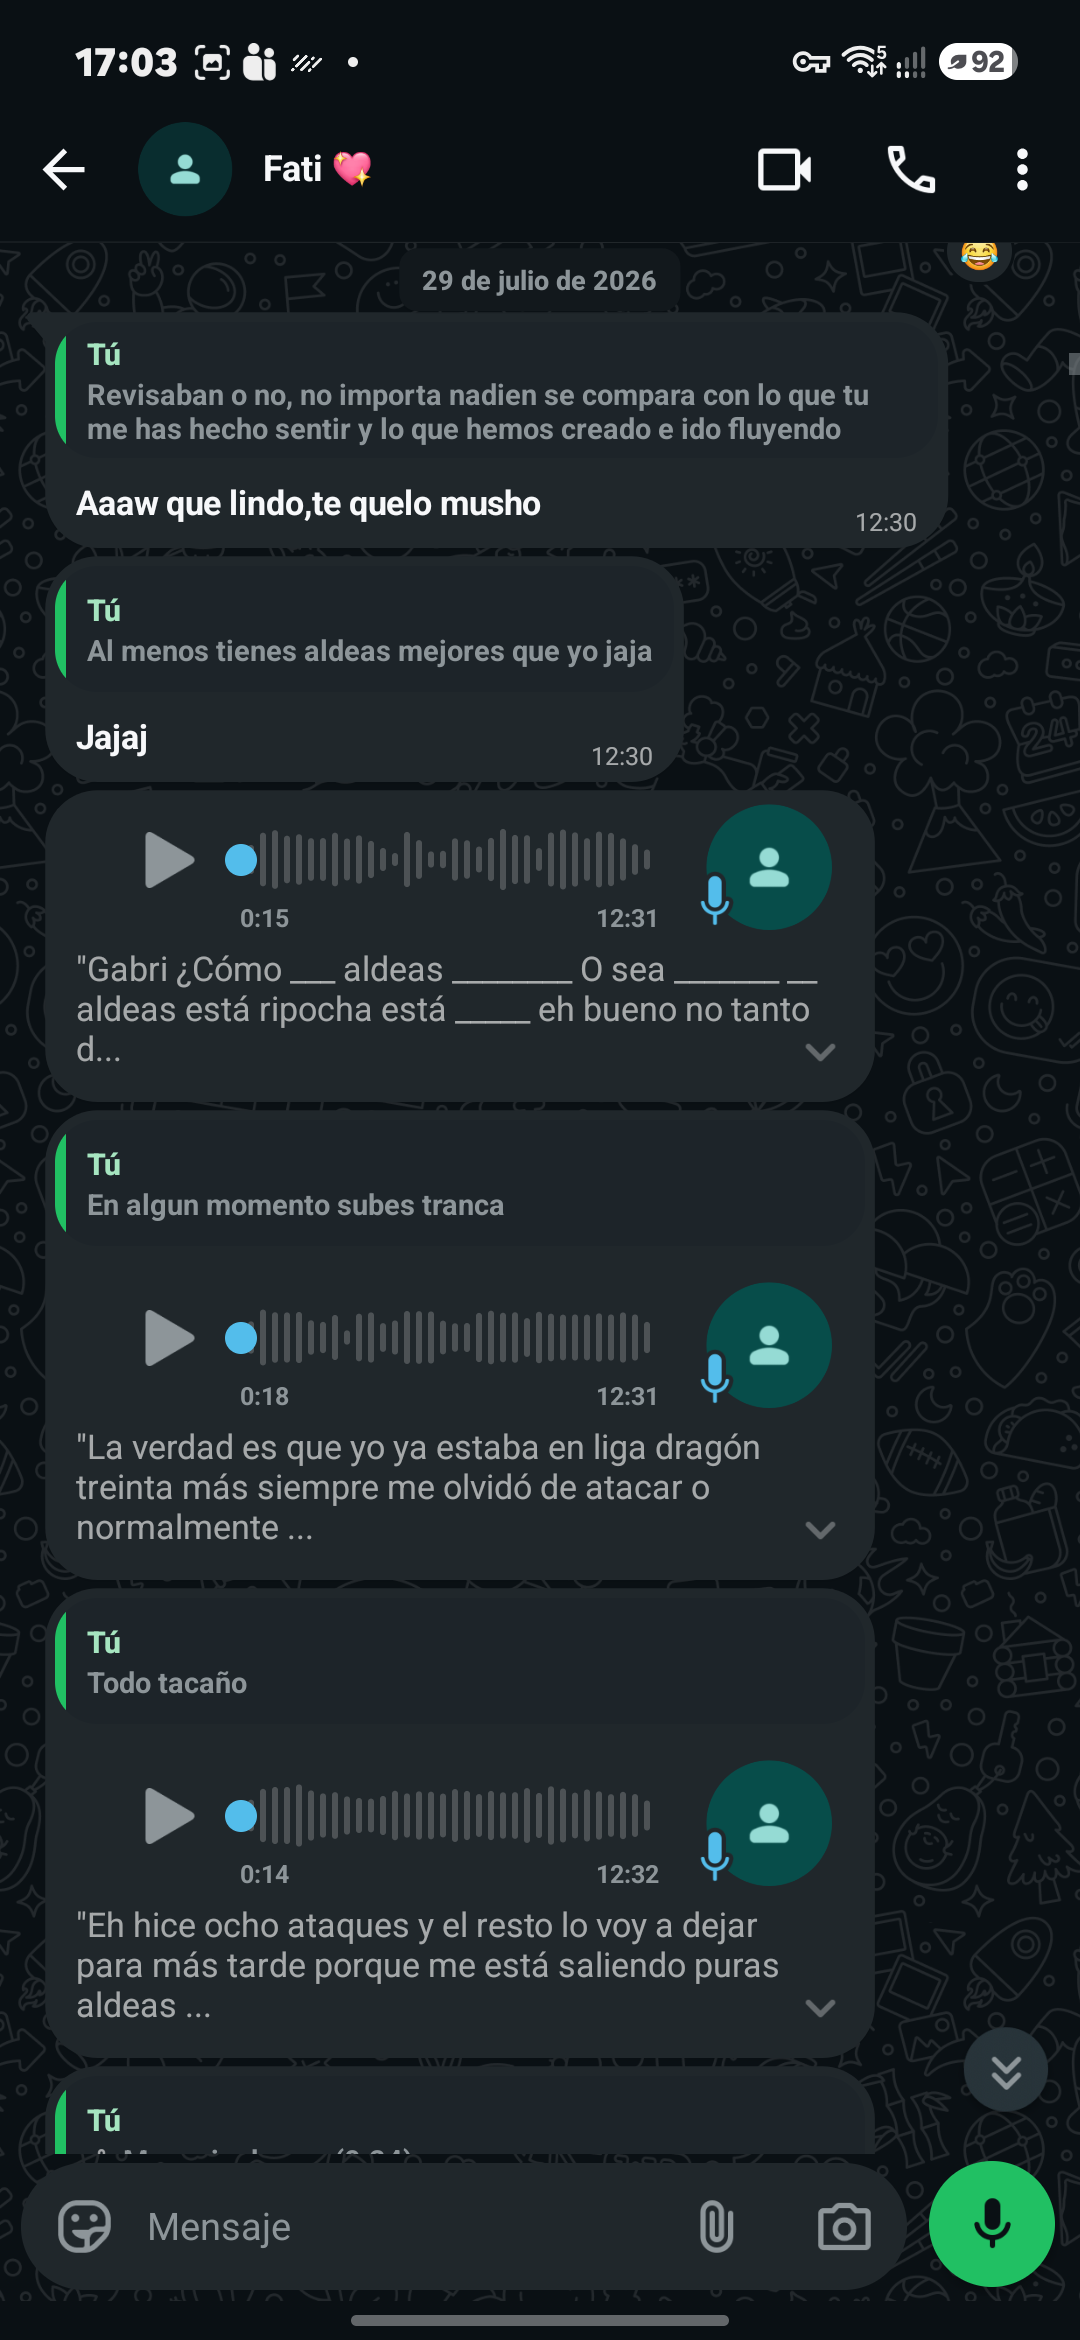 17:03
5
92
Fati 💖
29 de julio de 2026
Tú
Revisaban o no, no importa nadien se compara con lo que tu
me has hecho sentir y lo que hemos creado e ido fluyendo
Aaaw que lindo,te quelo musho
12:30
Tú
Al menos tienes aldeas mejores que yo jaja
Jajaj
12:30
0:15
12:31
"Gabri ¿Cómo ___ aldeas ________ O sea _______ __
aldeas está ripocha está _____ eh bueno no tanto
d...
Tú
En algun momento subes tranca
0:18
12:31
"La verdad es que yo ya estaba en liga dragón
treinta más siempre me olvidó de atacar o
normalmente ...
Tú
Todo tacaño
0:14
12:32
"Eh hice ocho ataques y el resto lo voy a dejar
para más tarde porque me está saliendo puras
aldeas ...
Tú
Mensaje